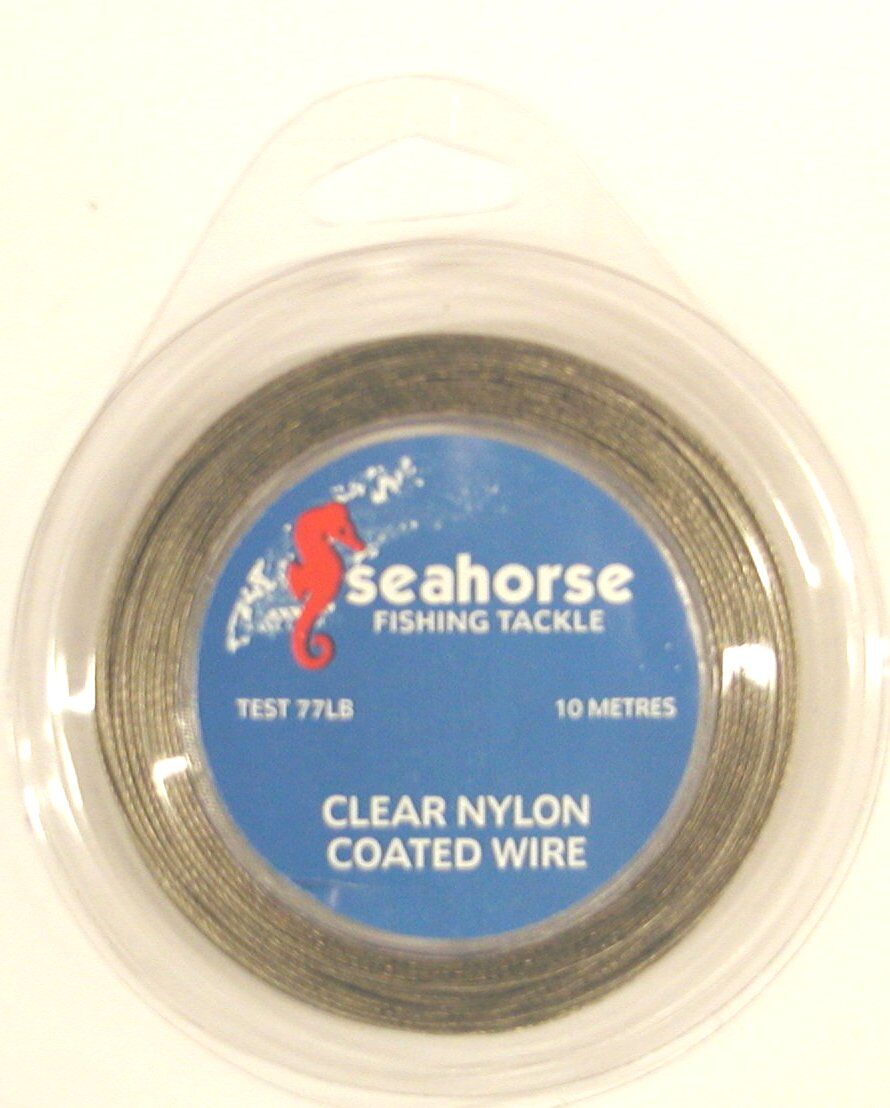 seahorse
FISHING TACKLE
TEST 77LB 10 METRES
CLEAR NYLON
COATED WIRE